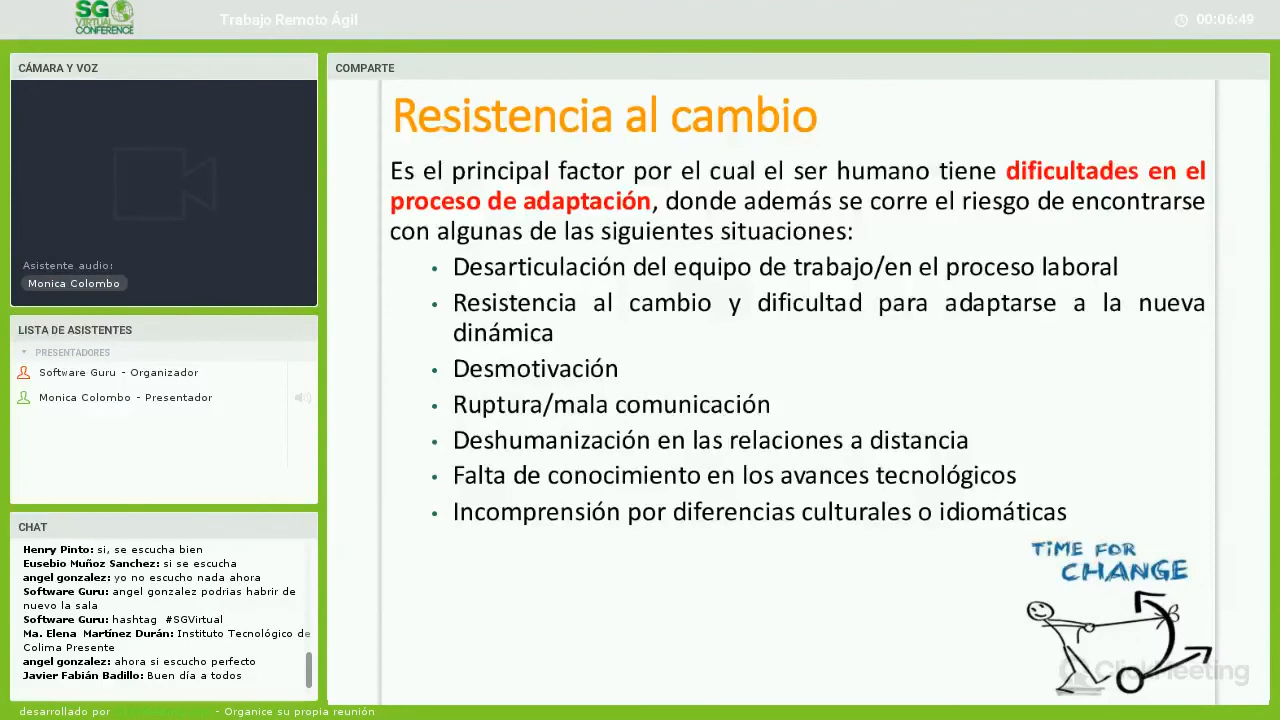 SG
VIRTUAL
CONFERENCE
Trabajo Remoto Ágil
00:06:49
CÁMARA Y VOZ
Asistente audio:
Monica Colombo
LISTA DE ASISTENTES
PRESENTADORES
Software Guru - Organizador
Monica Colombo - Presentador
CHAT
Henry Pinto: si, se escucha bien
Eusebio Muñoz Sanchez: si se escucha
angel gonzalez: yo no escucho nada ahora
Software Guru: angel gonzalez podrias habrir de
nuevo la sala
Software Guru: hashtag #SGVirtual
Ma. Elena Martínez Durán: Instituto Tecnológico de
Colima Presente
angel gonzalez: ahora si escucho perfecto
Javier Fabián Badillo: Buen día a todos
COMPARTE
Resistencia al cambio
Es el principal factor por el cual el ser humano tiene dificultades en el
proceso de adaptación, donde además se corre el riesgo de encontrarse
con algunas de las siguientes situaciones:
• Desarticulación del equipo de trabajo/en el proceso laboral
• Resistencia al cambio y dificultad para adaptarse a la nueva
dinámica
• Desmotivación
• Ruptura/mala comunicación
• Deshumanización en las relaciones a distancia
• Falta de conocimiento en los avances tecnológicos
• Incomprensión por diferencias culturales o idiomáticas
TIME FOR
CHANGE
ClickMeeting
desarrollado por - Organice su propia reunión